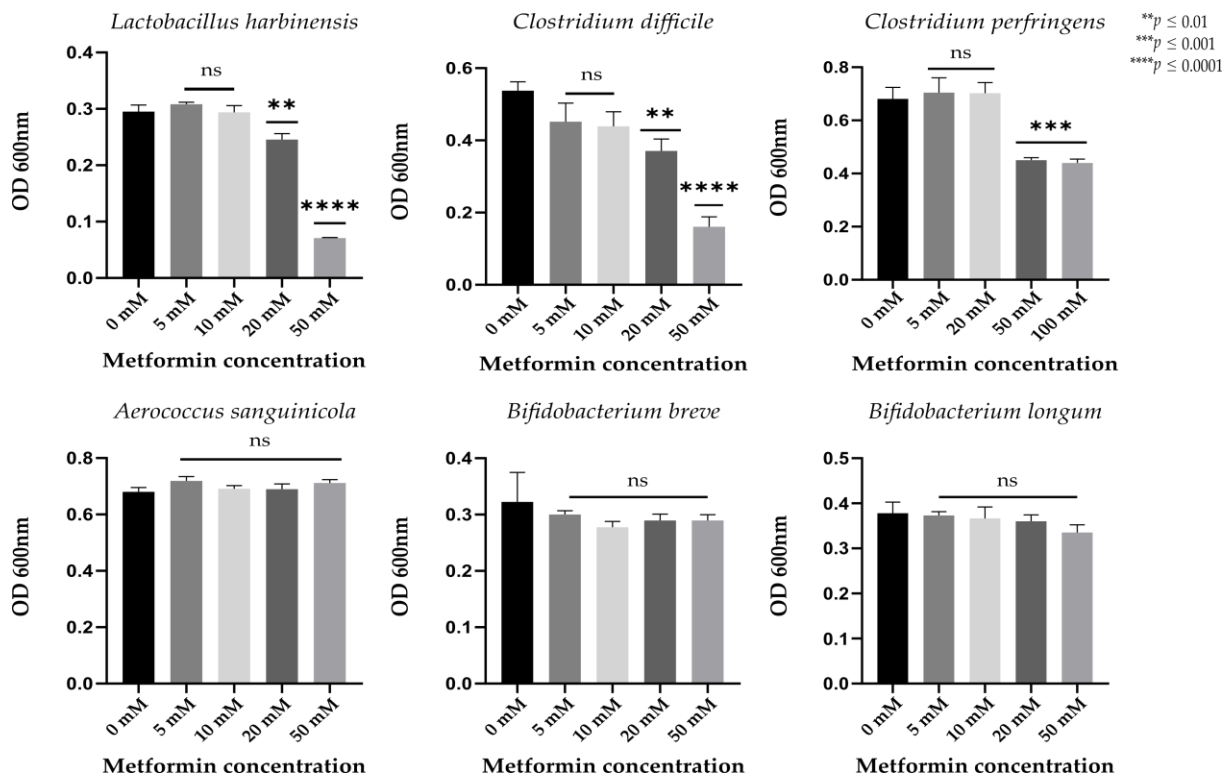 Lactobacillus harbinensis
0.4
0.3
0.2
0.1
0.0
OD 600nm
ns
**
****
0 mM
5 mM
10 mM
20 mM
50 mM
Metformin concentration
Clostridium difficile
0.6
0.4
0.2
0.0
OD 600nm
ns
**
****
0 mM
5 mM
10 mM
20 mM
50 mM
Metformin concentration
Clostridium perfringens
0.8
0.6
0.4
0.2
0.0
OD 600nm
ns
***
0 mM
5 mM
20 mM
50 mM
100 mM
Metformin concentration
**p ≤ 0.01
***p ≤ 0.001
****p ≤ 0.0001
Aerococcus sanguinicola
0.8
0.6
0.4
0.2
0.0
OD 600nm
ns
0 mM
5 mM
10 mM
20 mM
50 mM
Metformin concentration
Bifidobacterium breve
0.4
0.3
0.2
0.1
0.0
OD 600nm
ns
0 mM
5 mM
10 mM
20 mM
50 mM
Metformin concentration
Bifidobacterium longum
0.5
0.4
0.3
0.2
0.1
0.0
OD 600nm
ns
0 mM
5 mM
10 mM
20 mM
50 mM
Metformin concentration